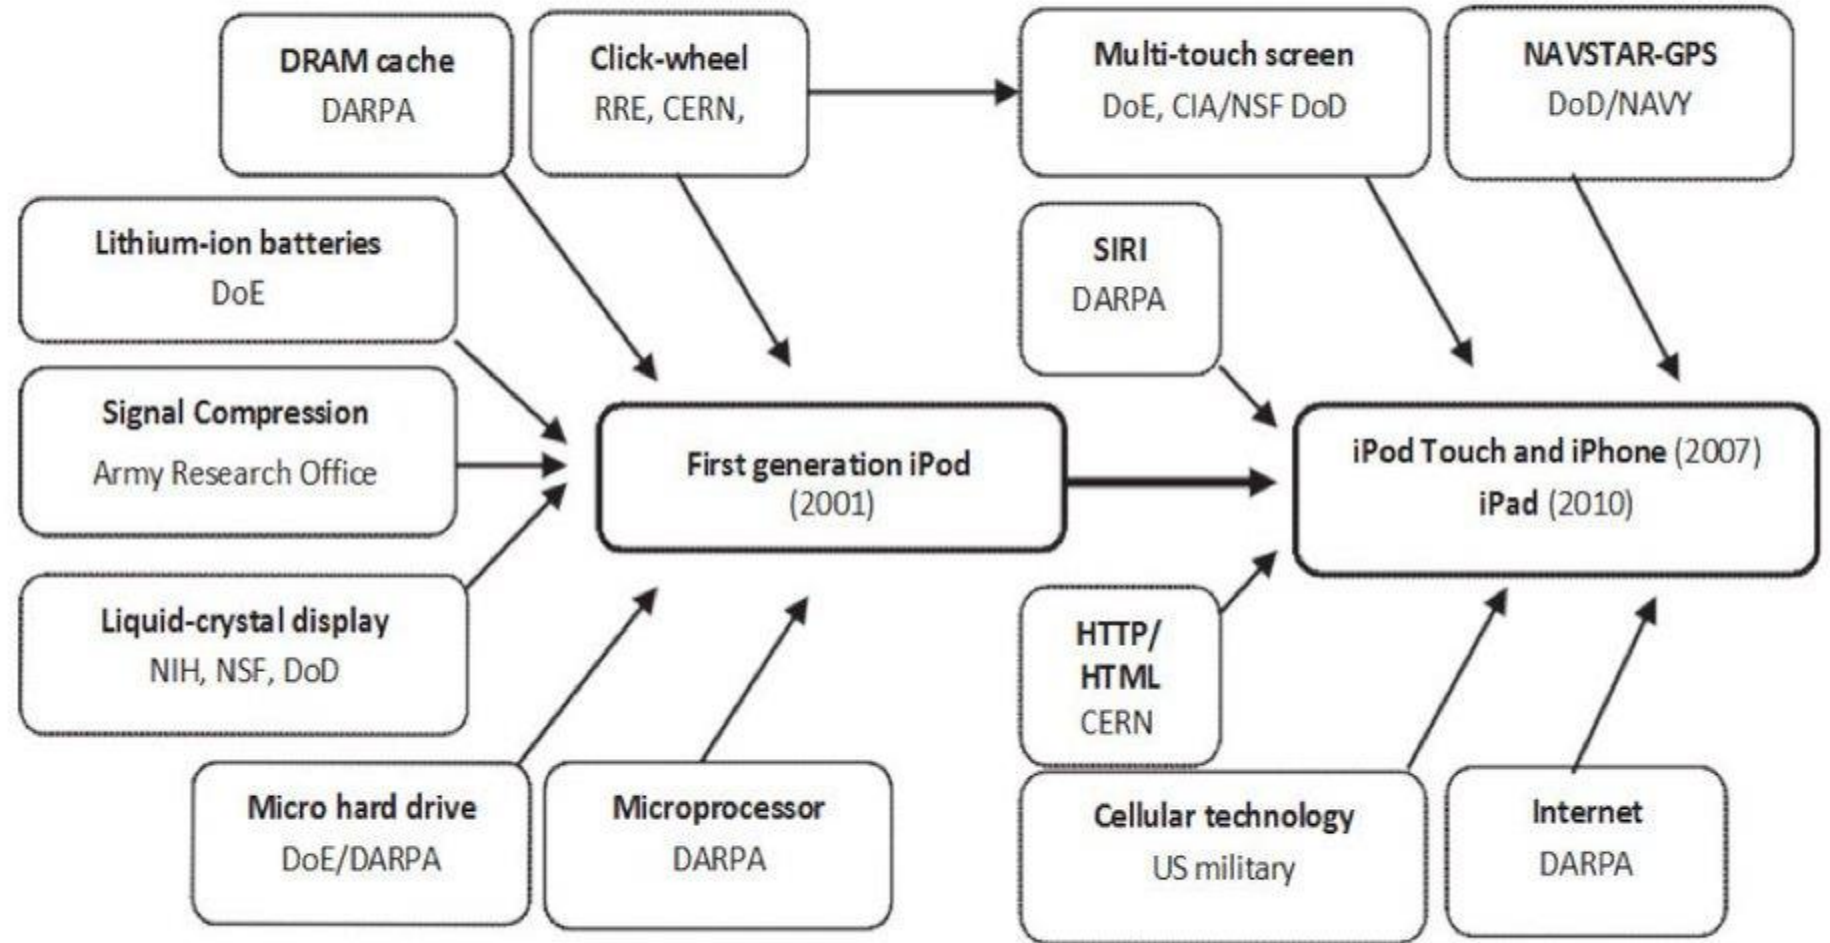 DRAM cache
DARPA
Click-wheel
RRE, CERN,
Multi-touch screen
DoE, CIA/NSF DoD
NAVSTAR-GPS
DoD/NAVY
Lithium-ion batteries
DoE
SIRI
DARPA
Signal Compression
Army Research Office
First generation iPod
(2001)
iPod Touch and iPhone (2007)
iPad (2010)
Liquid-crystal display
NIH, NSF, DoD
HTTP/
HTML
CERN
Micro hard drive
DoE/DARPA
Microprocessor
DARPA
Cellular technology
US military
Internet
DARPA